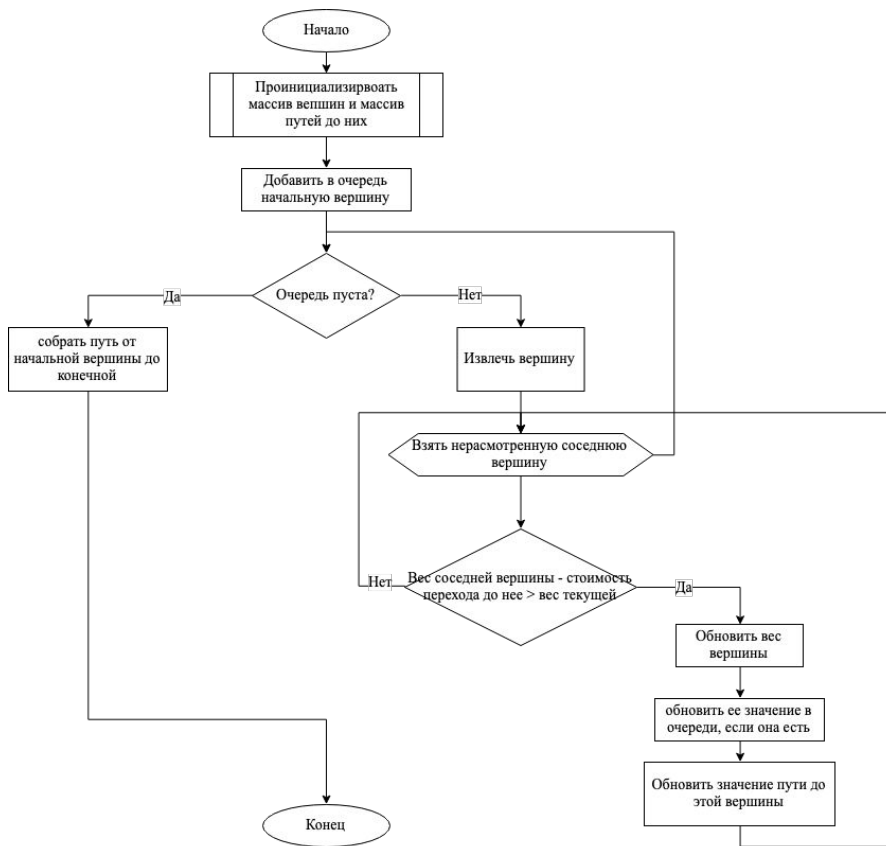 Начало
Проинициализирвоать
массив вепшин и массив
путей до них
Добавить в очередь
начальную вершину
Очередь пуста?
Да
Нет
собрать путь от
начальной вершины до
конечной
Извлечь вершину
Взять нерасмотренную соседнюю
вершину
Вес соседней вершины - стоимость
перехода до нее > вес текущей
Нет
Да
Обновить вес
вершины
обновить ее значение в
очереди, если она есть
Обновить значение пути до
этой вершины
Конец